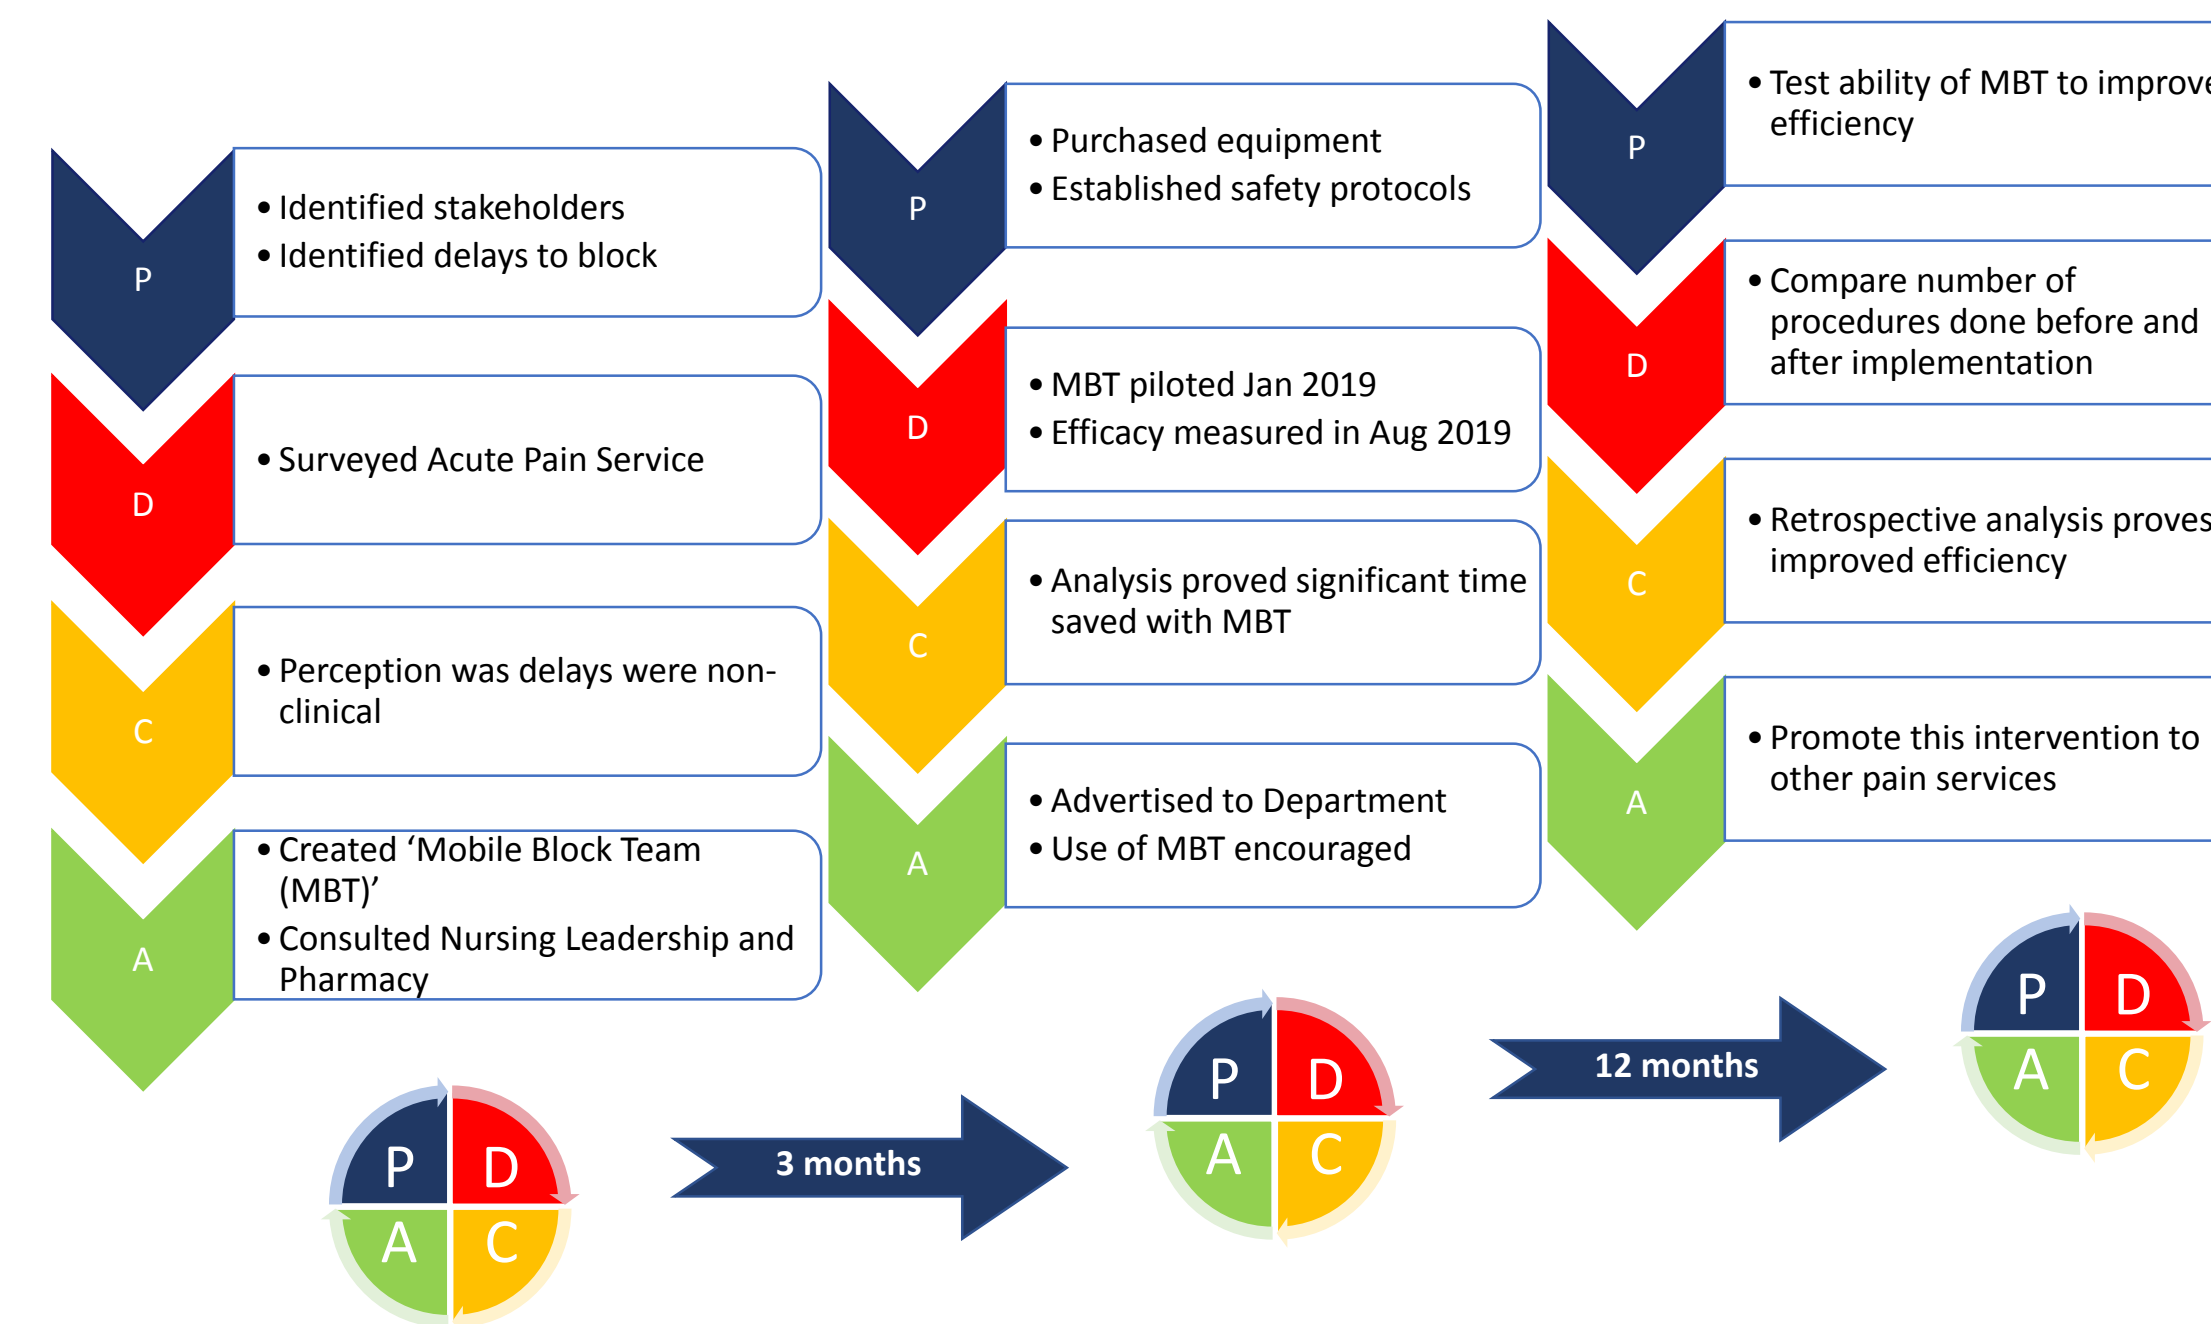 P
• Identified stakeholders
• Identified delays to block
D
• Surveyed Acute Pain Service
C
• Perception was delays were non-
clinical
A
• Created ‘Mobile Block Team
(MBT)’
• Consulted Nursing Leadership and
Pharmacy
P
• Purchased equipment
• Established safety protocols
D
• MBT piloted Jan 2019
• Efficacy measured in Aug 2019
C
• Analysis proved significant time
saved with MBT
A
• Advertised to Department
• Use of MBT encouraged
P
• Test ability of MBT to improve
efficiency
D
• Compare number of
procedures done before and
after implementation
C
• Retrospective analysis proves
improved efficiency
A
• Promote this intervention to
other pain services
P D
A C
3 months
P D
A C
12 months
P D
A C